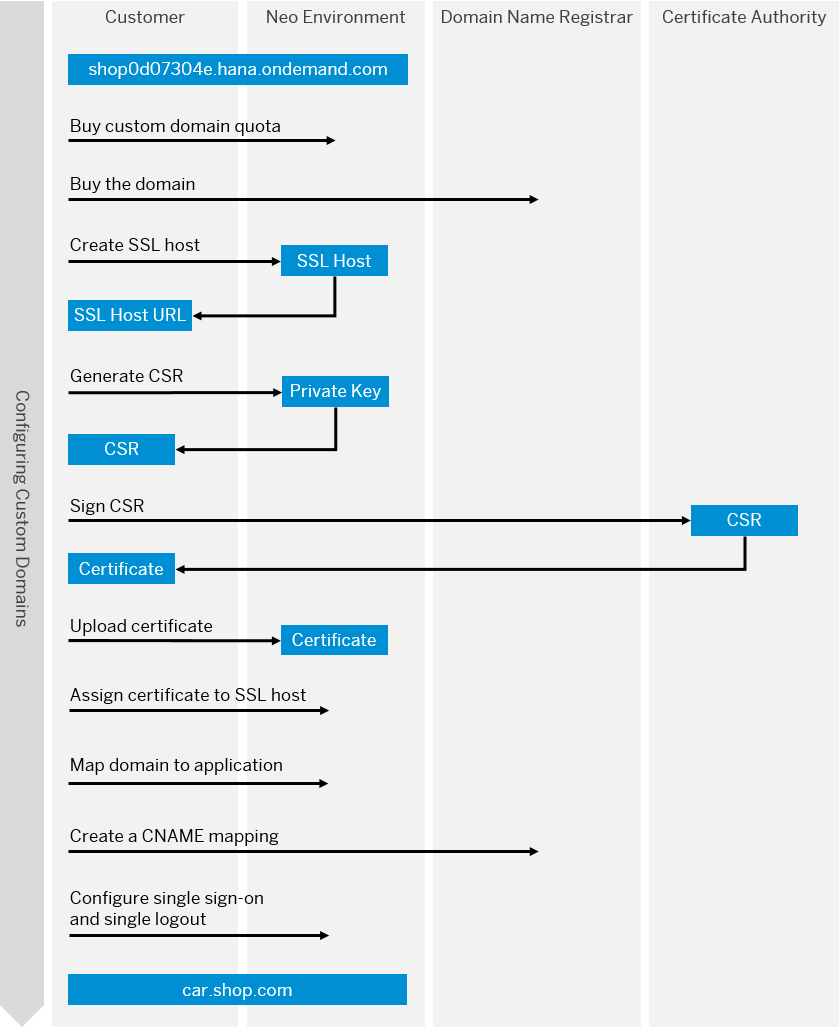 Customer
Neo Environment
Domain Name Registrar
Certificate Authority
shop0d07304e.hana.ondemand.com
Buy custom domain quota
Buy the domain
Create SSL host
SSL Host
SSL Host URL
Generate CSR
Private Key
CSR
Sign CSR
CSR
Certificate
Upload certificate
Certificate
Assign certificate to SSL host
Map domain to application
Create a CNAME mapping
Configure single sign-on
and single logout
car.shop.com
Configuring Custom Domains